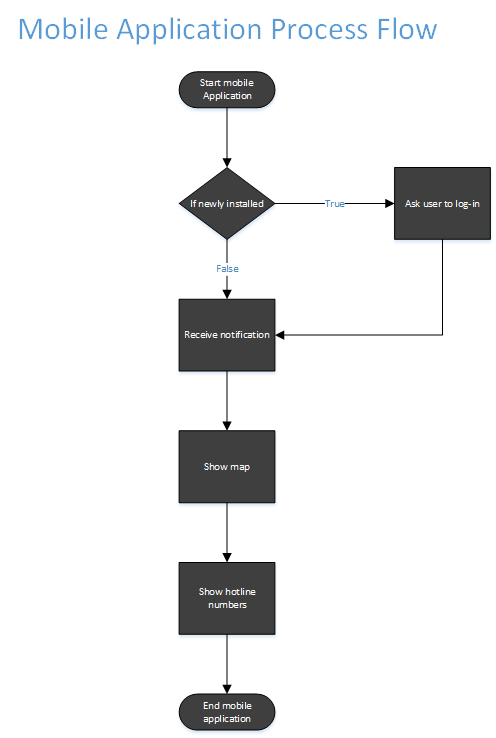 Mobile Application Process Flow
Start mobile
Application
If newly installed
True
Ask user to log-in
False
Receive notification
Show map
Show hotline
numbers
End mobile
application